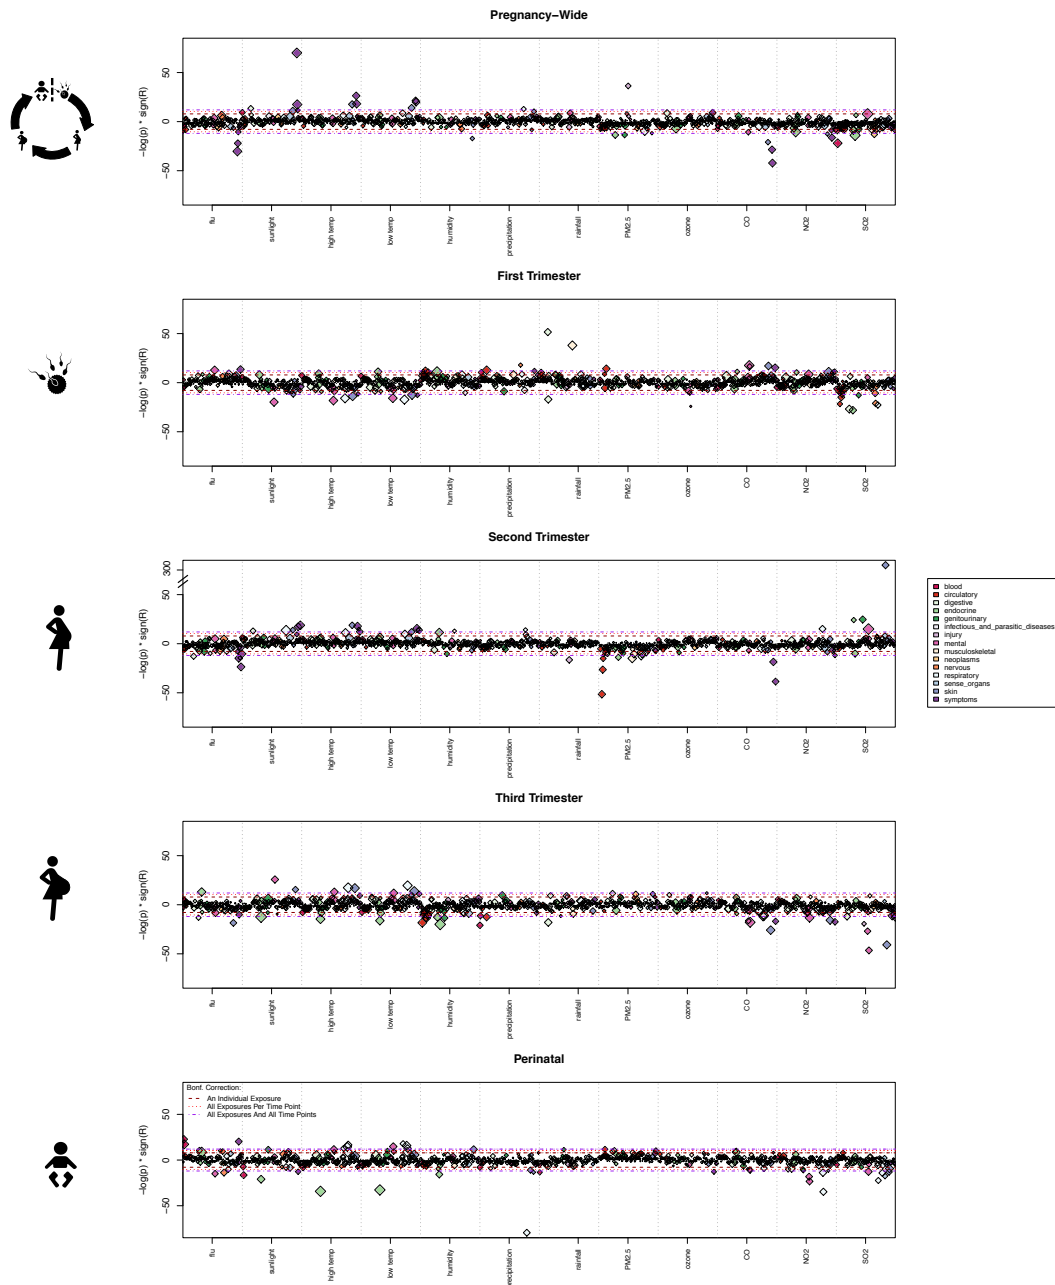 Pregnancy−Wide
−log(p) * sign(R)
50
0
−50
flu
sunlight
high temp
low temp
humidity
precipitation
rainfall
PM2.5
ozone
CO
NO2
SO2
First Trimester
−log(p) * sign(R)
50
0
−50
flu
sunlight
high temp
low temp
humidity
precipitation
rainfall
PM2.5
ozone
CO
NO2
SO2
Second Trimester
−log(p) * sign(R)
300
50
0
−50
flu
sunlight
high temp
low temp
humidity
precipitation
rainfall
PM2.5
ozone
CO
NO2
SO2
blood
circulatory
digestive
endocrine
genitourinary
infectious_and_parasitic_diseases
injury
mental
musculoskeletal
neoplasms
nervous
respiratory
sense_organs
skin
symptoms
Third Trimester
−log(p) * sign(R)
50
0
−50
flu
sunlight
high temp
low temp
humidity
precipitation
rainfall
PM2.5
ozone
CO
NO2
SO2
Perinatal
−log(p) * sign(R)
50
0
−50
Bonf. Correction:
An Individual Exposure
All Exposures Per Time Point
All Exposures And All Time Points
flu
sunlight
high temp
low temp
humidity
precipitation
rainfall
PM2.5
ozone
CO
NO2
SO2